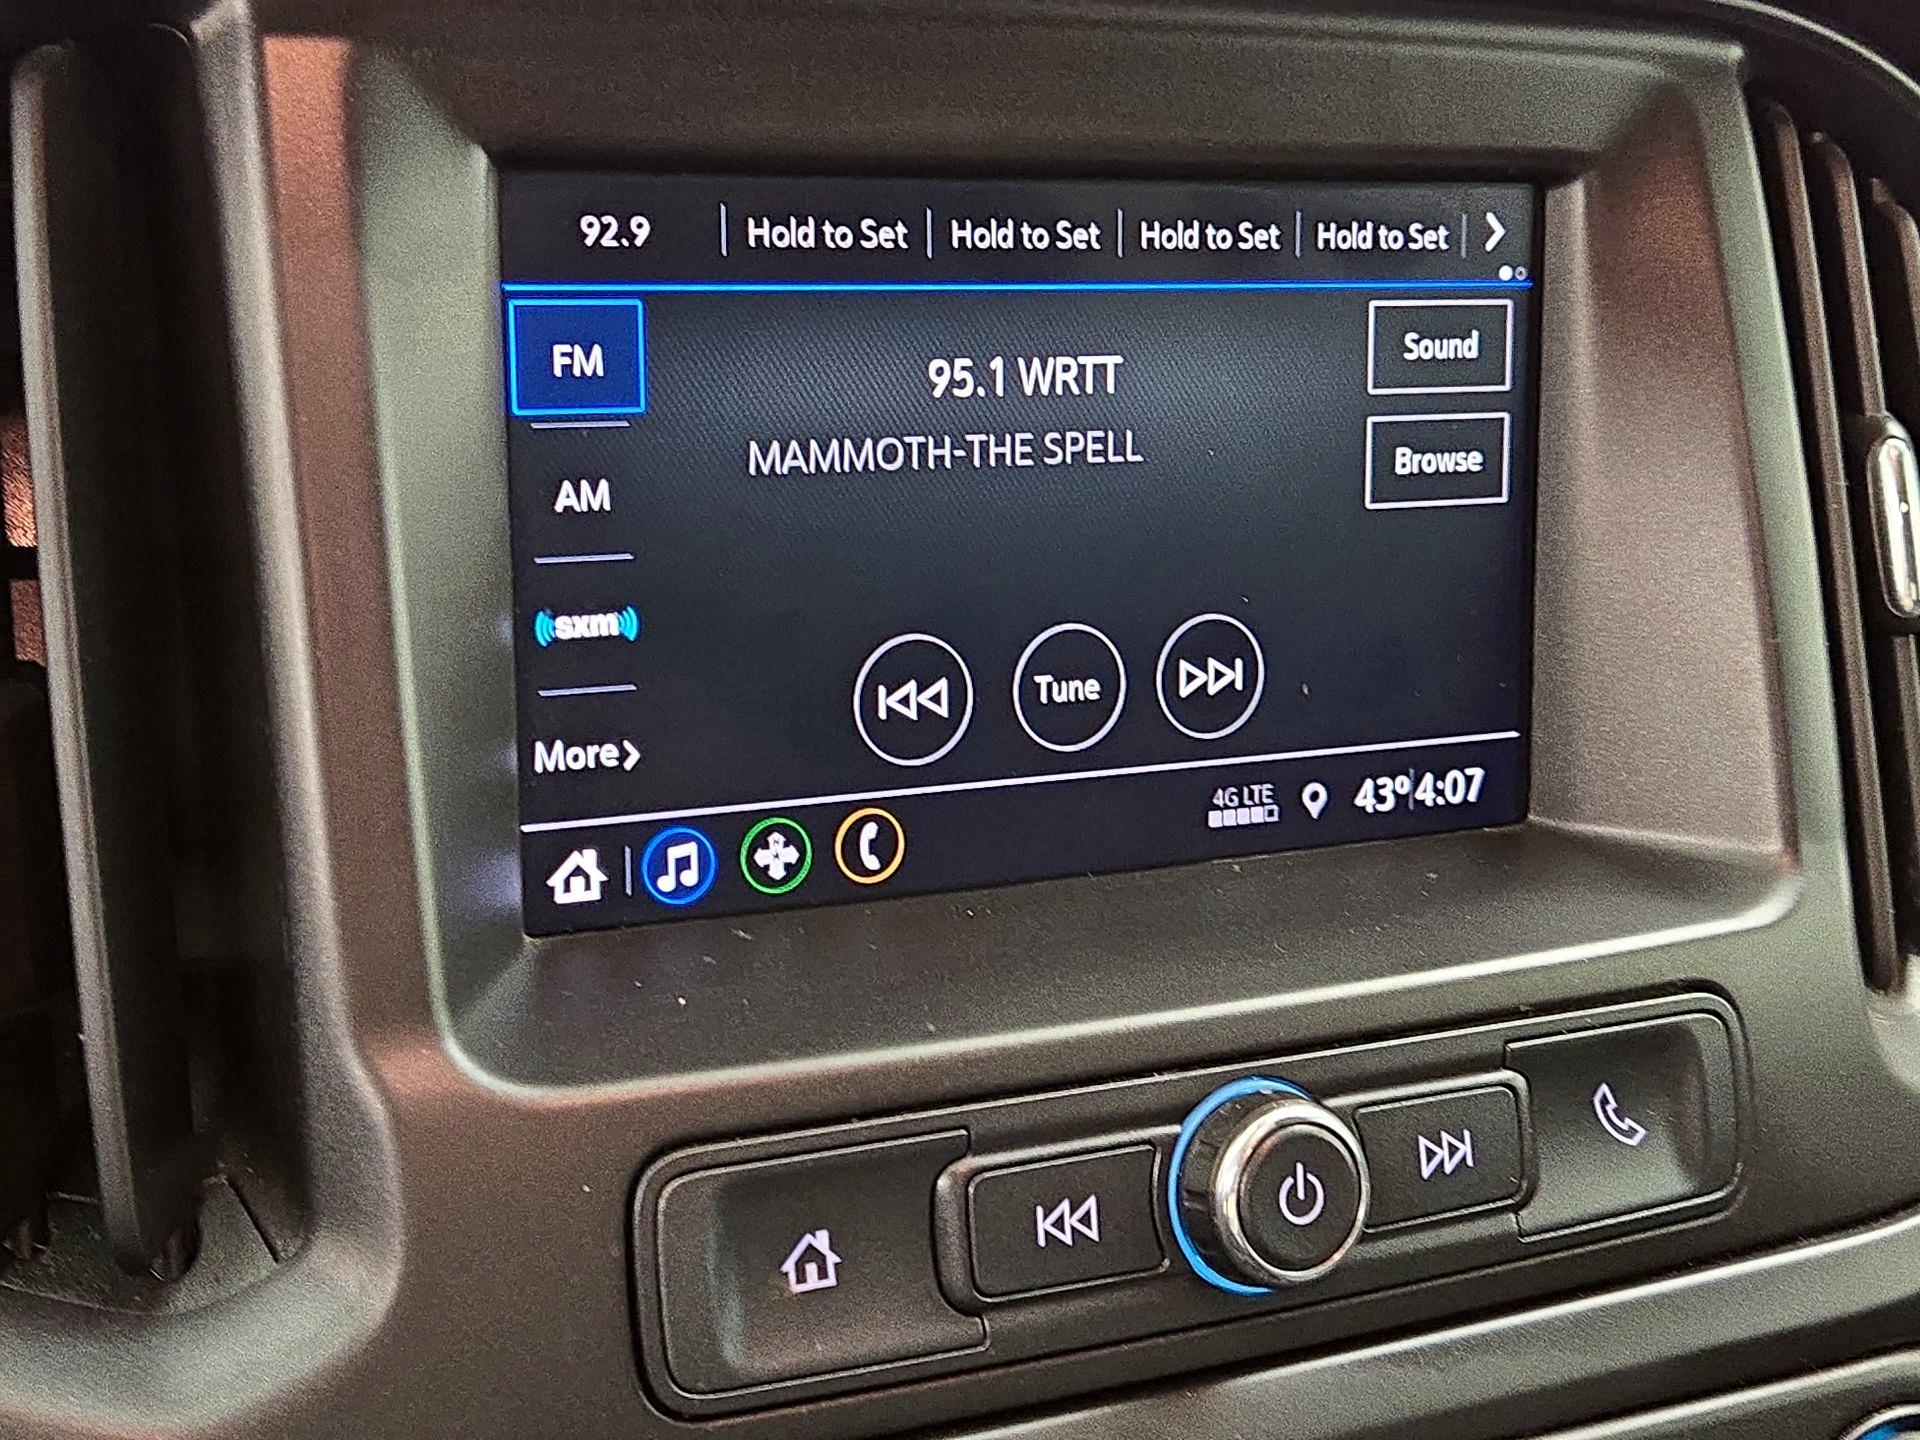 92.9 Hold to Set Hold to Set Hold to Set Hold to Set
FM
95.1 WRTT
Sound
MAMMOTH-THE SPELL
Browse
AM
sxm
Tune
More
4G LTE
43° 4:07